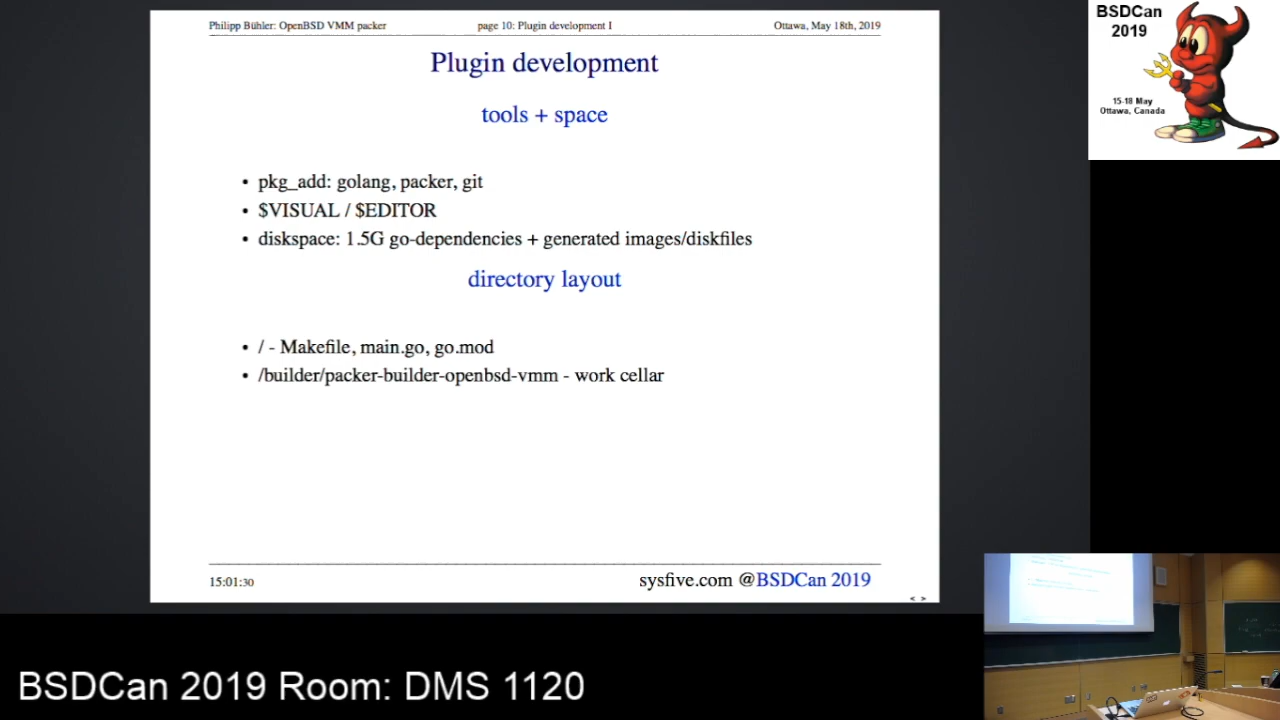 Philipp Bühler: OpenBSD VMM packer page 10: Plugin development I Ottawa, May 18th, 2019
Plugin development
tools + space
• pkg_add: golang, packer, git
• $VISUAL / $EDITOR
• diskspace: 1.5G go-dependencies + generated images/diskfiles
directory layout
• / - Makefile, main.go, go.mod
• /builder/packer-builder-openbsd-vmm - work cellar
15:01:30 sysfive.com @BSDCan 2019
< >
BSDCan
2019
15-18 May
Ottawa, Canada
BSDCan 2019 Room: DMS 1120